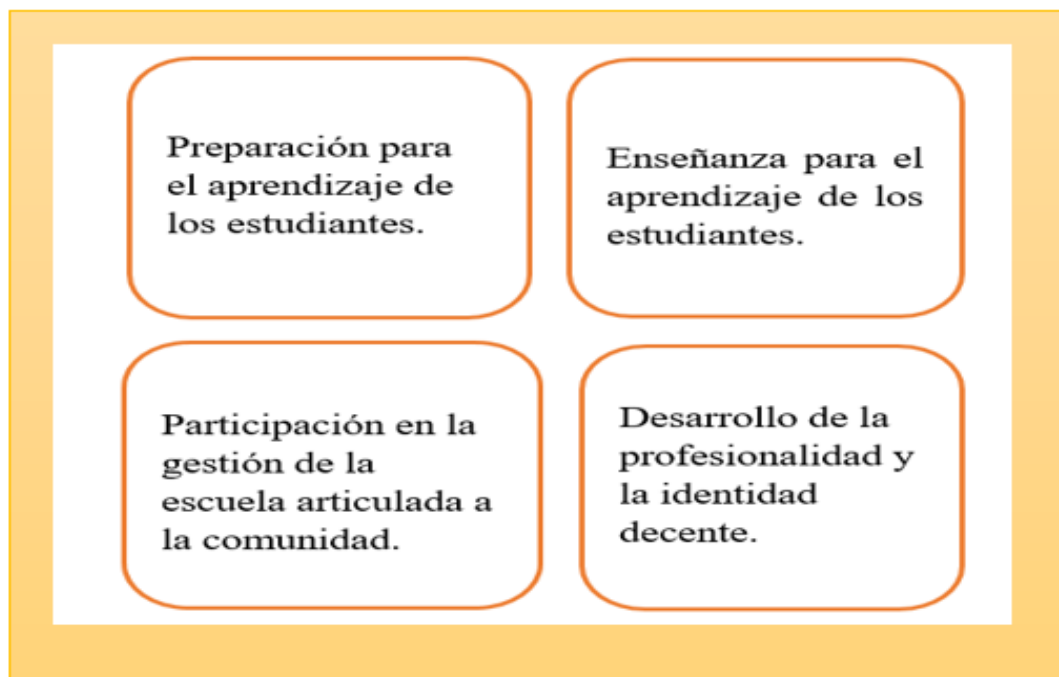 Preparación para
el aprendizaje de
los estudiantes.
Enseñanza para el
aprendizaje de los
estudiantes.
Participación en la
gestión de la
escuela articulada a
la comunidad.
Desarrollo de la
profesionalidad y
la identidad
decente.